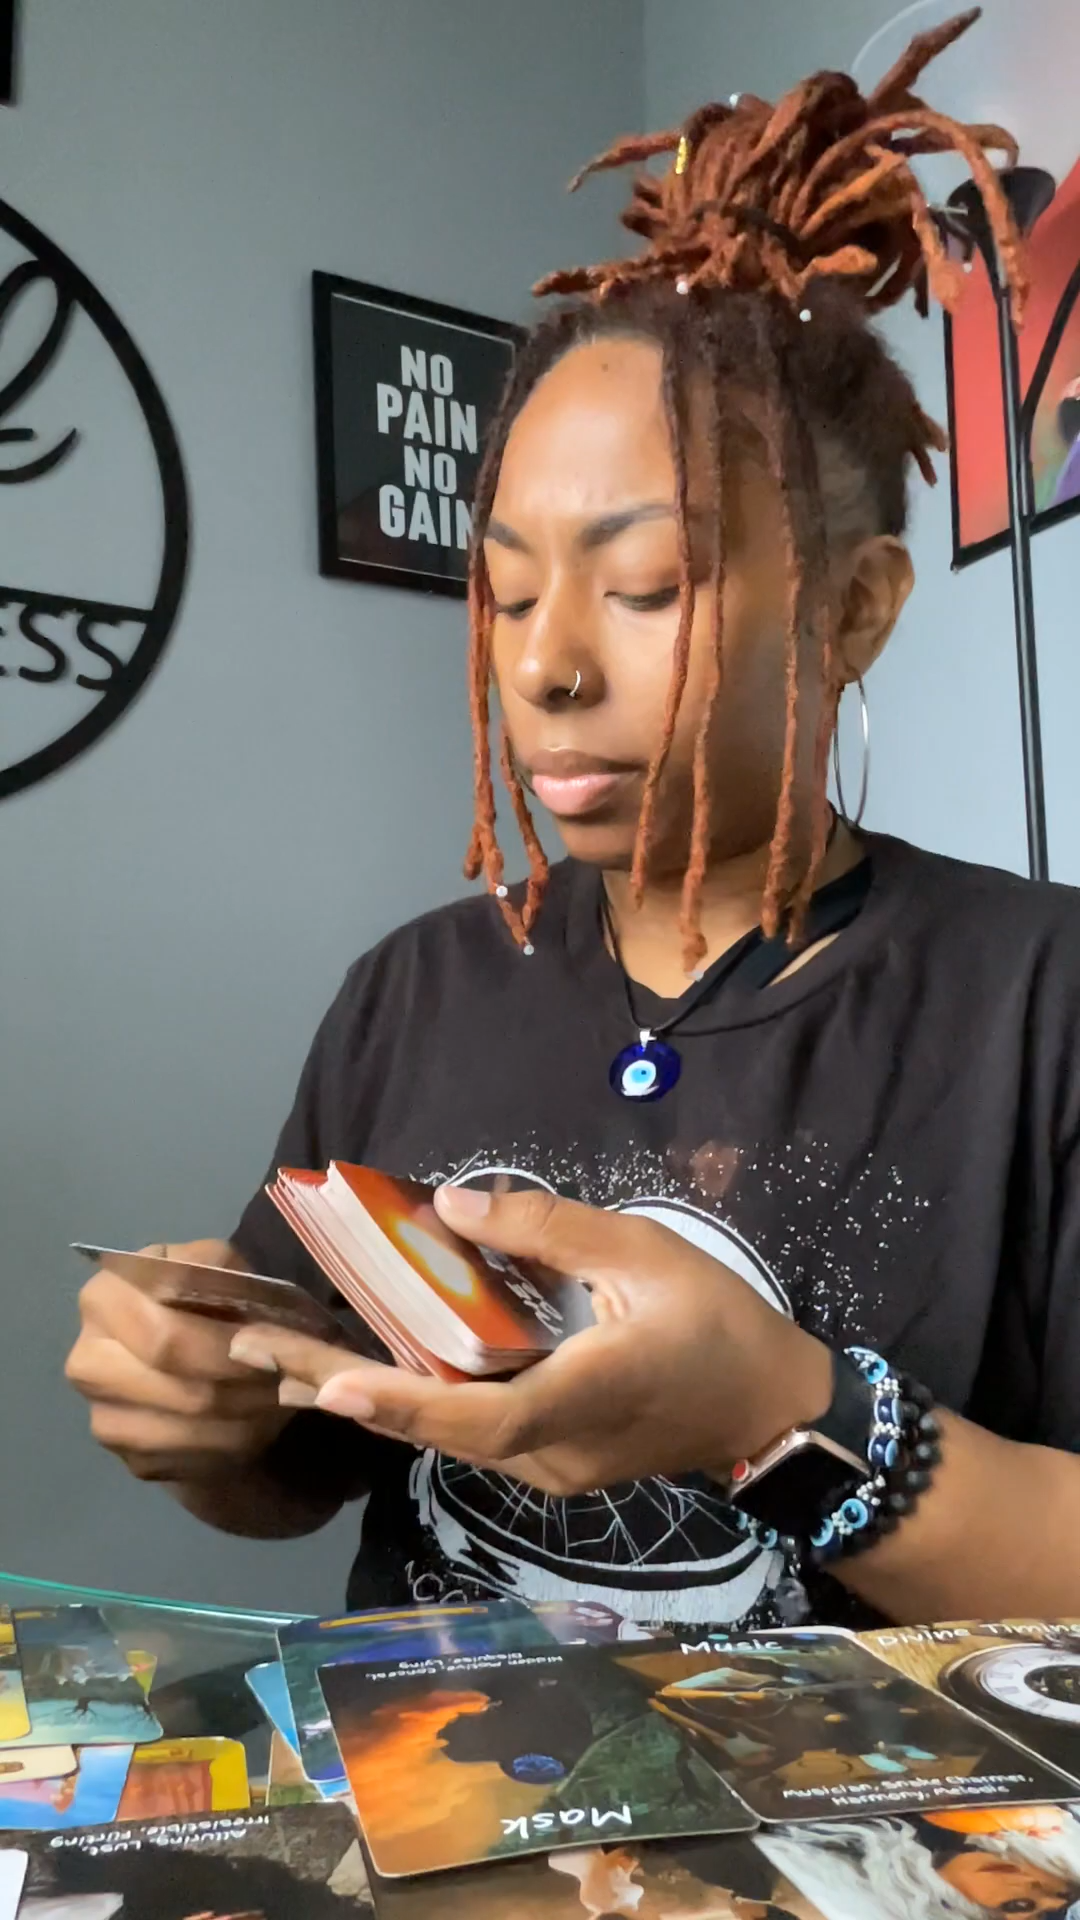 NO
PAIN
NO
GAIN
ESS
THE
Hidden Motive, Conceal,
Disguise, Lying
Mask
Music
Musician, Snake Charmer,
Harmony, Melodic
Divine Timing
Alluring, Lust,
Irresistible, Flirting